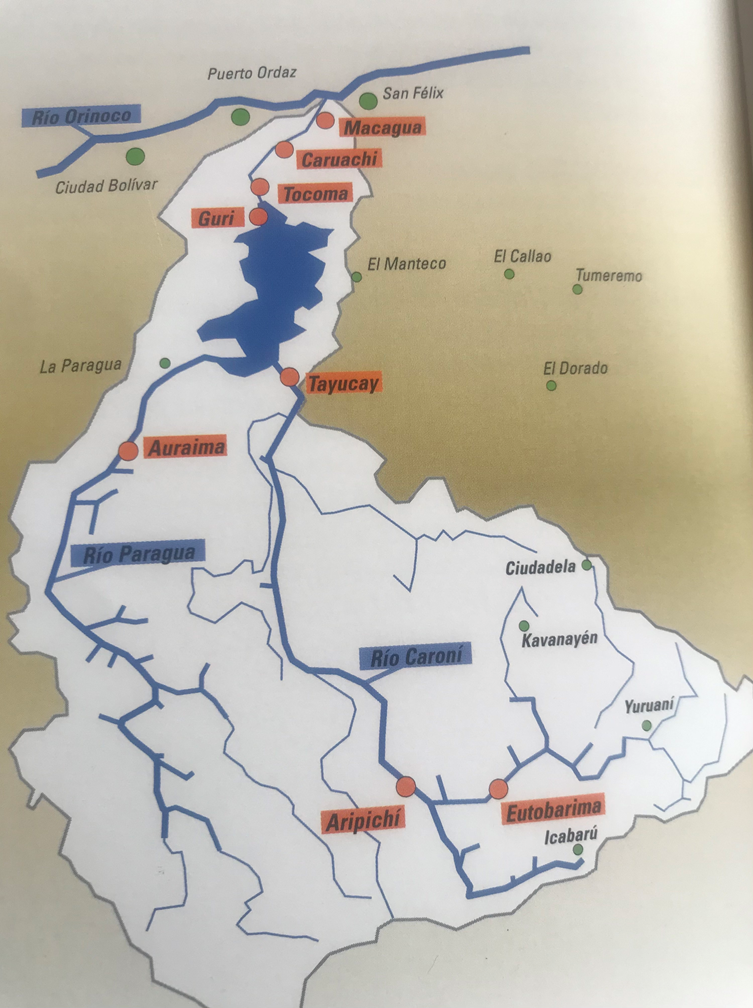 Puerto Ordaz
San Félix
Río Orinoco
Macagua
Caruachi
Ciudad Bolívar
Tocoma
Guri
El Manteco
El Callao
Tumeremo
La Paragua
El Dorado
Tayucay
Auraima
Río Paragua
Ciudadela
Kavanayén
Río Caroní
Yuruaní
Aripichí
Eutobarima
Icabarú